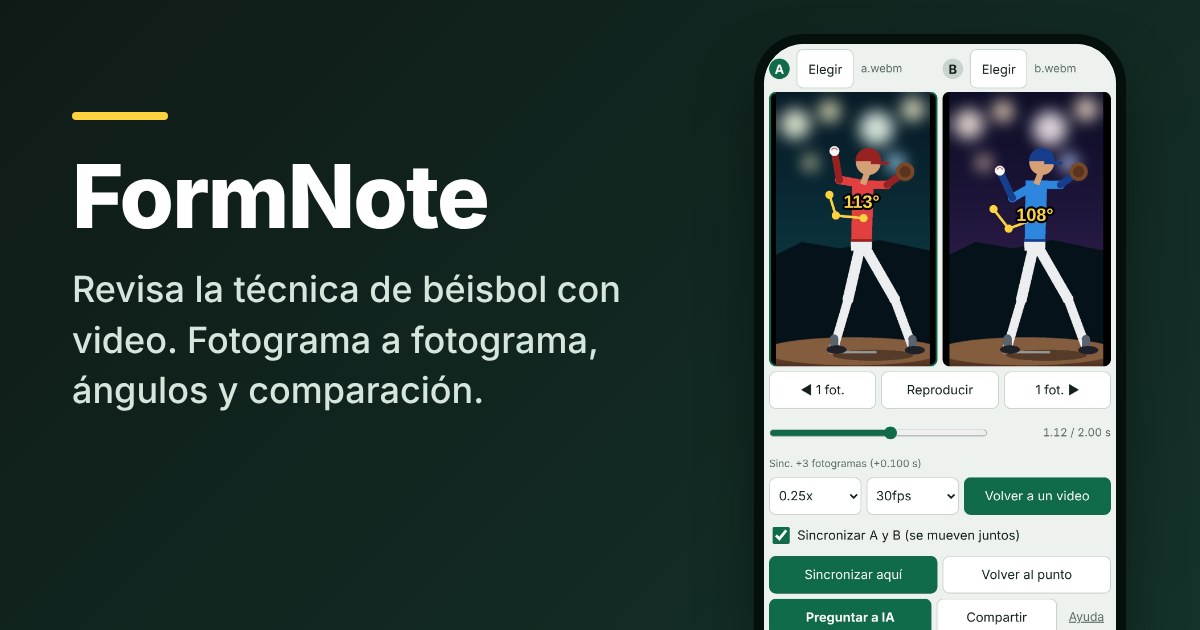 FormNote
Revisa la técnica de béisbol con
video. Fotograma a fotograma,
ángulos y comparación.
A Elegir a.webm B Elegir b.webm
113° 108°
◀ 1 fot. Reproducir 1 fot. ▶
1.12 / 2.00 s
Sinc. +3 fotogramas (+0.100 s)
0.25x 30fps Volver a un video
Sincronizar A y B (se mueven juntos)
Sincronizar aquí Volver al punto
Preguntar a IA Compartir Ayuda